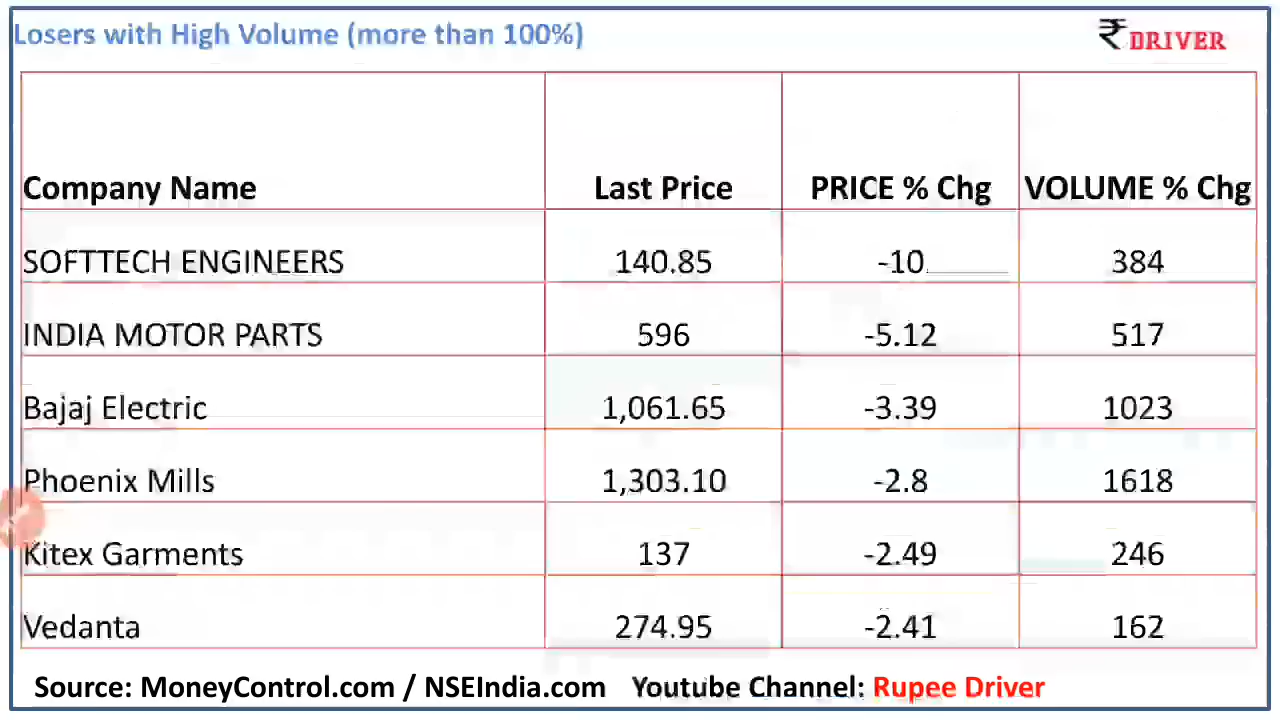 Losers with High Volume (more than 100%)
₹ DRIVER
Company Name Last Price PRICE % Chg VOLUME % Chg
SOFTTECH ENGINEERS 140.85 -10 384
INDIA MOTOR PARTS 596 -5.12 517
Bajaj Electric 1,061.65 -3.39 1023
Phoenix Mills 1,303.10 -2.8 1618
Kitex Garments 137 -2.49 246
Vedanta 274.95 -2.41 162
Source: MoneyControl.com / NSEIndia.com Youtube Channel: Rupee Driver